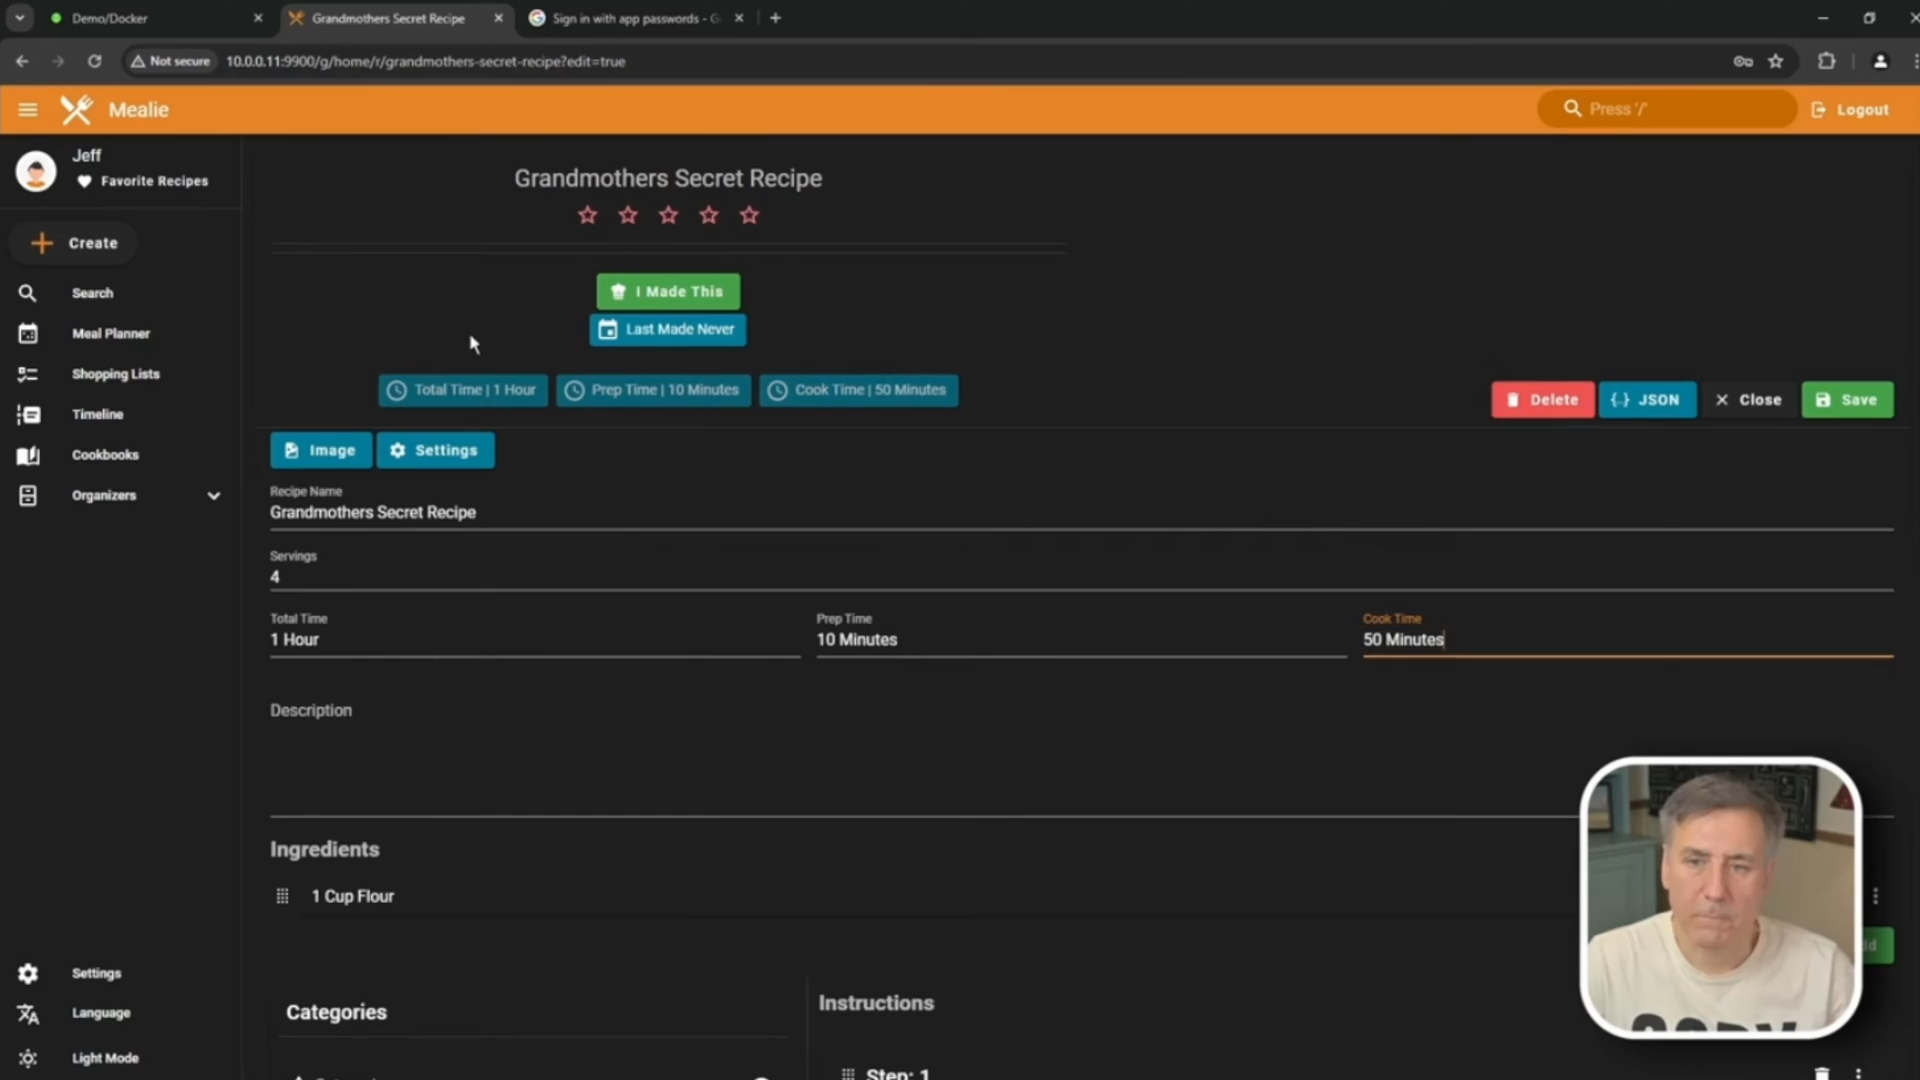 Demo/Docker
Grandmothers Secret Recipe
Sign in with app passwords - G
Not secure
10.0.0.11:9900/g/home/r/grandmothers-secret-recipe?edit=true
Mealie
Press '/'
Logout
Jeff
Favorite Recipes
Create
Search
Meal Planner
Shopping Lists
Timeline
Cookbooks
Organizers
Settings
Language
Light Mode
Grandmothers Secret Recipe
I Made This
Last Made Never
Total Time | 1 Hour
Prep Time | 10 Minutes
Cook Time | 50 Minutes
Delete
{} JSON
Close
Save
Image
Settings
Recipe Name
Grandmothers Secret Recipe
Servings
4
Total Time
1 Hour
Prep Time
10 Minutes
Cook Time
50 Minutes
Description
Ingredients
1 Cup Flour
Categories
Instructions
Step: 1